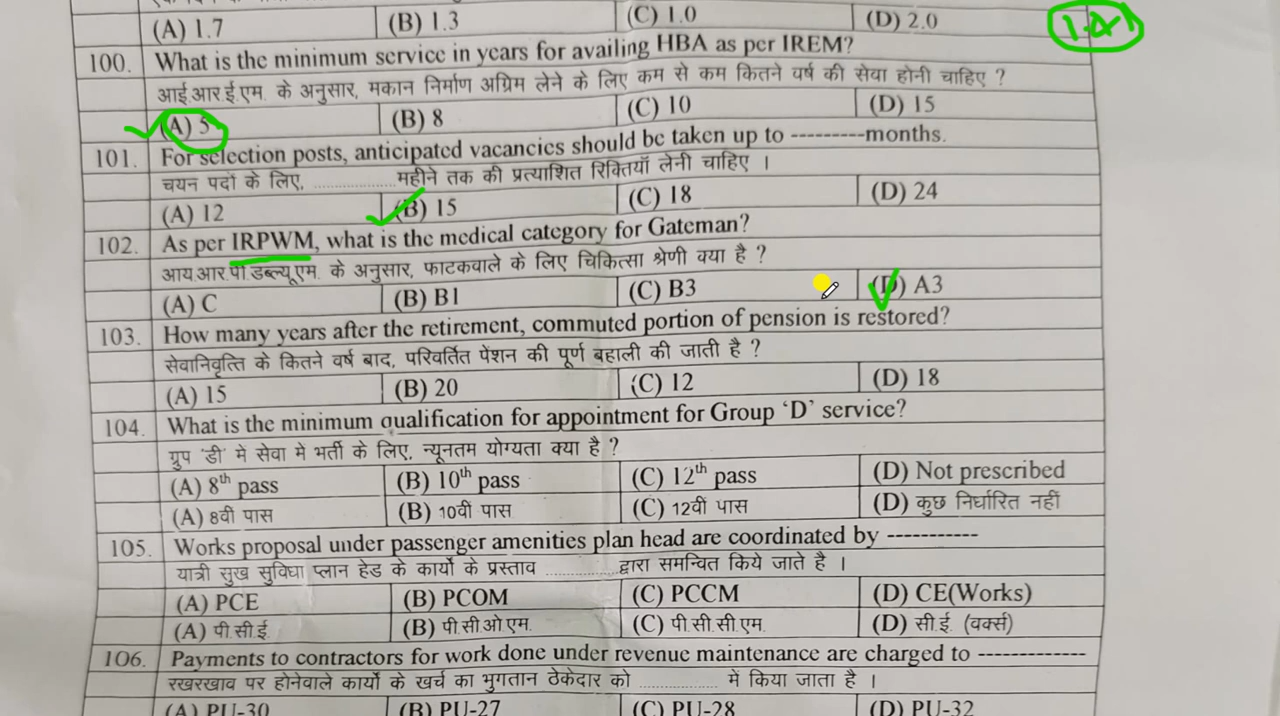 (A) 1.7 (B) 1.3 (C) 1.0 (D) 2.0
100. What is the minimum service in years for availing HBA as per IREM?
आई.आर.ई.एम. के अनुसार, मकान निर्माण अग्रिम लेने के लिए कम से कम कितने वर्ष की सेवा होनी चाहिए ?
(A) 5 (B) 8 (C) 10 (D) 15
101. For selection posts, anticipated vacancies should be taken up to ---------months.
चयन पदों के लिए, ..................... महीने तक की प्रत्याशित रिक्तियॉ लेनी चाहिए ।
(A) 12 (B) 15 (C) 18 (D) 24
102. As per IRPWM, what is the medical category for Gateman?
आय.आर.पी.डब्ल्यू.एम. के अनुसार, फाटकवाले के लिए चिकित्सा श्रेणी क्या है ?
(A) C (B) B1 (C) B3 (D) A3
103. How many years after the retirement, commuted portion of pension is restored?
सेवानिवृत्ति के कितने वर्ष बाद, परिवर्तित पेंशन की पूर्ण बहाली की जाती है ?
(A) 15 (B) 20 (C) 12 (D) 18
104. What is the minimum qualification for appointment for Group ‘D’ service?
ग्रुप 'डी' में सेवा मे भर्ती के लिए, न्यूनतम योग्यता क्या है ?
(A) 8th pass (B) 10th pass (C) 12th pass (D) Not prescribed
(A) 8वी पास (B) 10वीं पास (C) 12वीं पास (D) कुछ निर्धारित नहीं
105. Works proposal under passenger amenities plan head are coordinated by -----------
यात्री सुख सुविधा प्लान हेड के कार्यो के प्रस्ताव ................ द्वारा समन्वित किये जाते है ।
(A) PCE (B) PCOM (C) PCCM (D) CE(Works)
(A) पी.सी.ई. (B) पी.सी.ओ.एम. (C) पी.सी.सी.एम. (D) सी.ई. (वर्क्स)
106. Payments to contractors for work done under revenue maintenance are charged to -------------
रखरखाव पर होनेवाले कार्यो के खर्च का भुगतान ठेकेदार को .................. में किया जाता है ।
(A) PU-30 (B) PU-27 (C) PU-28 (D) PU-32